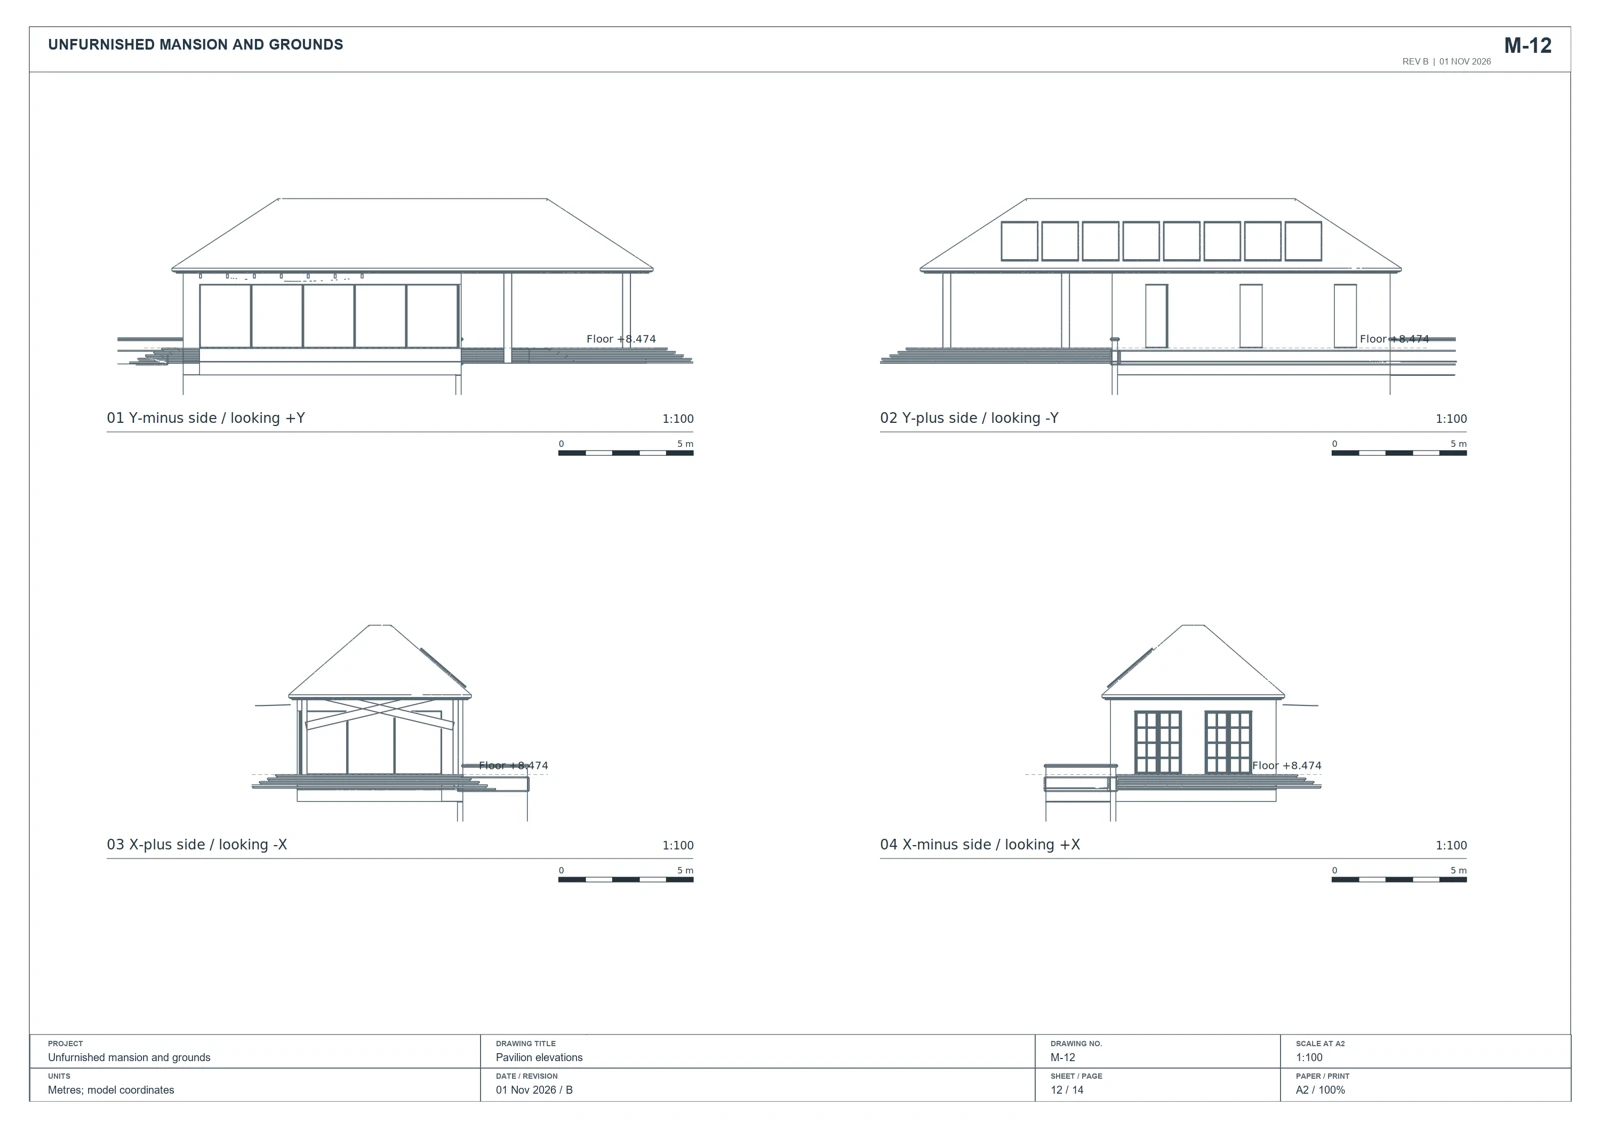 UNFURNISHED MANSION AND GROUNDS
M-12
REV B | 01 NOV 2026
Floor +8.474
01 Y-minus side / looking +Y
1:100
0
5 m
Floor +8.474
02 Y-plus side / looking -Y
1:100
0
5 m
Floor +8.474
03 X-plus side / looking -X
1:100
0
5 m
Floor +8.474
04 X-minus side / looking +X
1:100
0
5 m
PROJECT
Unfurnished mansion and grounds
DRAWING TITLE
Pavilion elevations
DRAWING NO.
M-12
SCALE AT A2
1:100
UNITS
Metres; model coordinates
DATE / REVISION
01 Nov 2026 / B
SHEET / PAGE
12 / 14
PAPER / PRINT
A2 / 100%